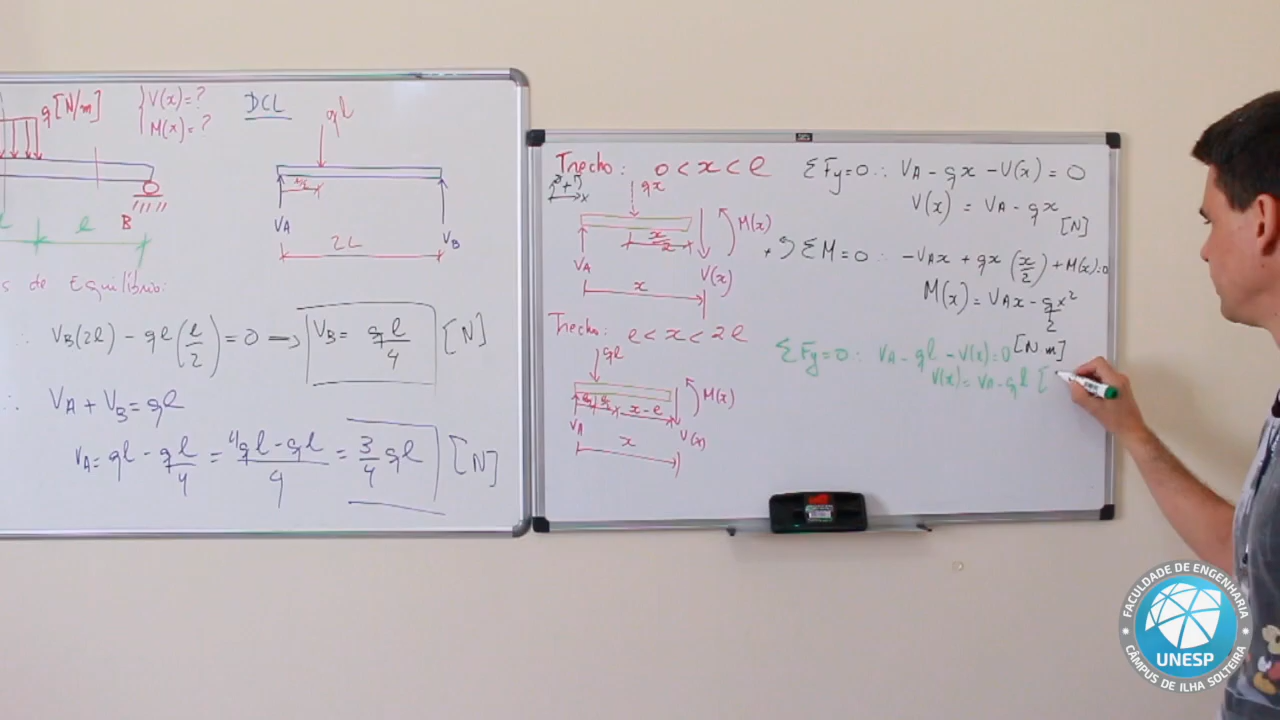 q[N/m]
V(x)=?
M(x)=?
DCL
ql
VA
VB
2L
l
B
s de Equilíbrio:
∴ VB(2l) - ql(l/2) = 0 → VB = ql/4 [N]
∴ VA + VB = ql
VA = ql - ql/4 = (4ql - ql)/4 = 3/4 ql [N]
Trecho: 0 < x < l
qx
x/2
M(x)
VA
V(x)
x
Trecho: l < x < 2l
ql
x-l
M(x)
VA
V(x)
x
ΣFy=0 ∴ VA - qx - V(x) = 0
V(x) = VA - qx
[N]
+ ΣM=0 ∴ -VAx + qx(x/2) + M(x)=0
M(x) = VAx - qx²/2
[N m]
ΣFy=0: VA - ql - V(x)=0
V(x) = VA - ql [
FACULDADE DE ENGENHARIA
UNESP
CÂMPUS DE ILHA SOLTEIRA